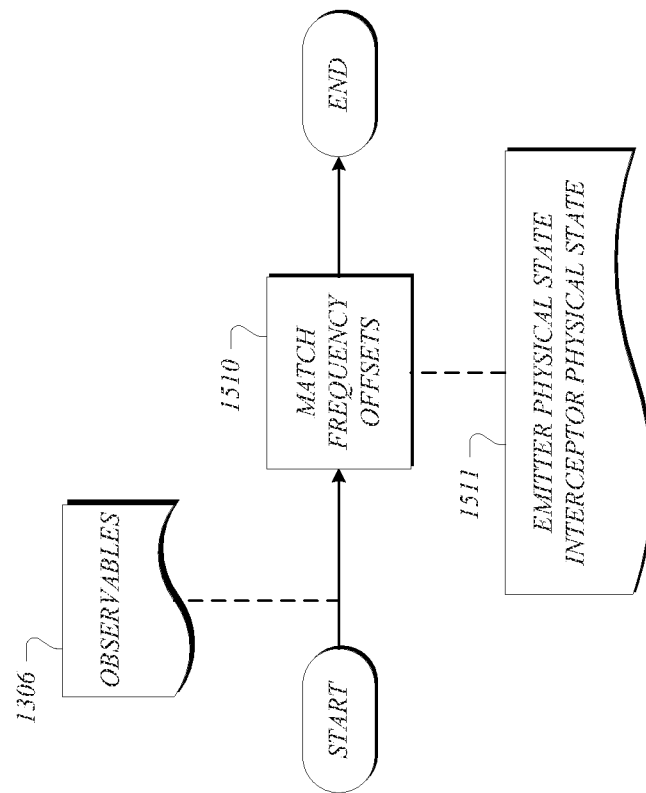 1306
OBSERVABLES
START
1510
MATCH
FREQUENCY
OFFSETS
END
1511
EMITTER PHYSICAL STATE
INTERCEPTOR PHYSICAL STATE